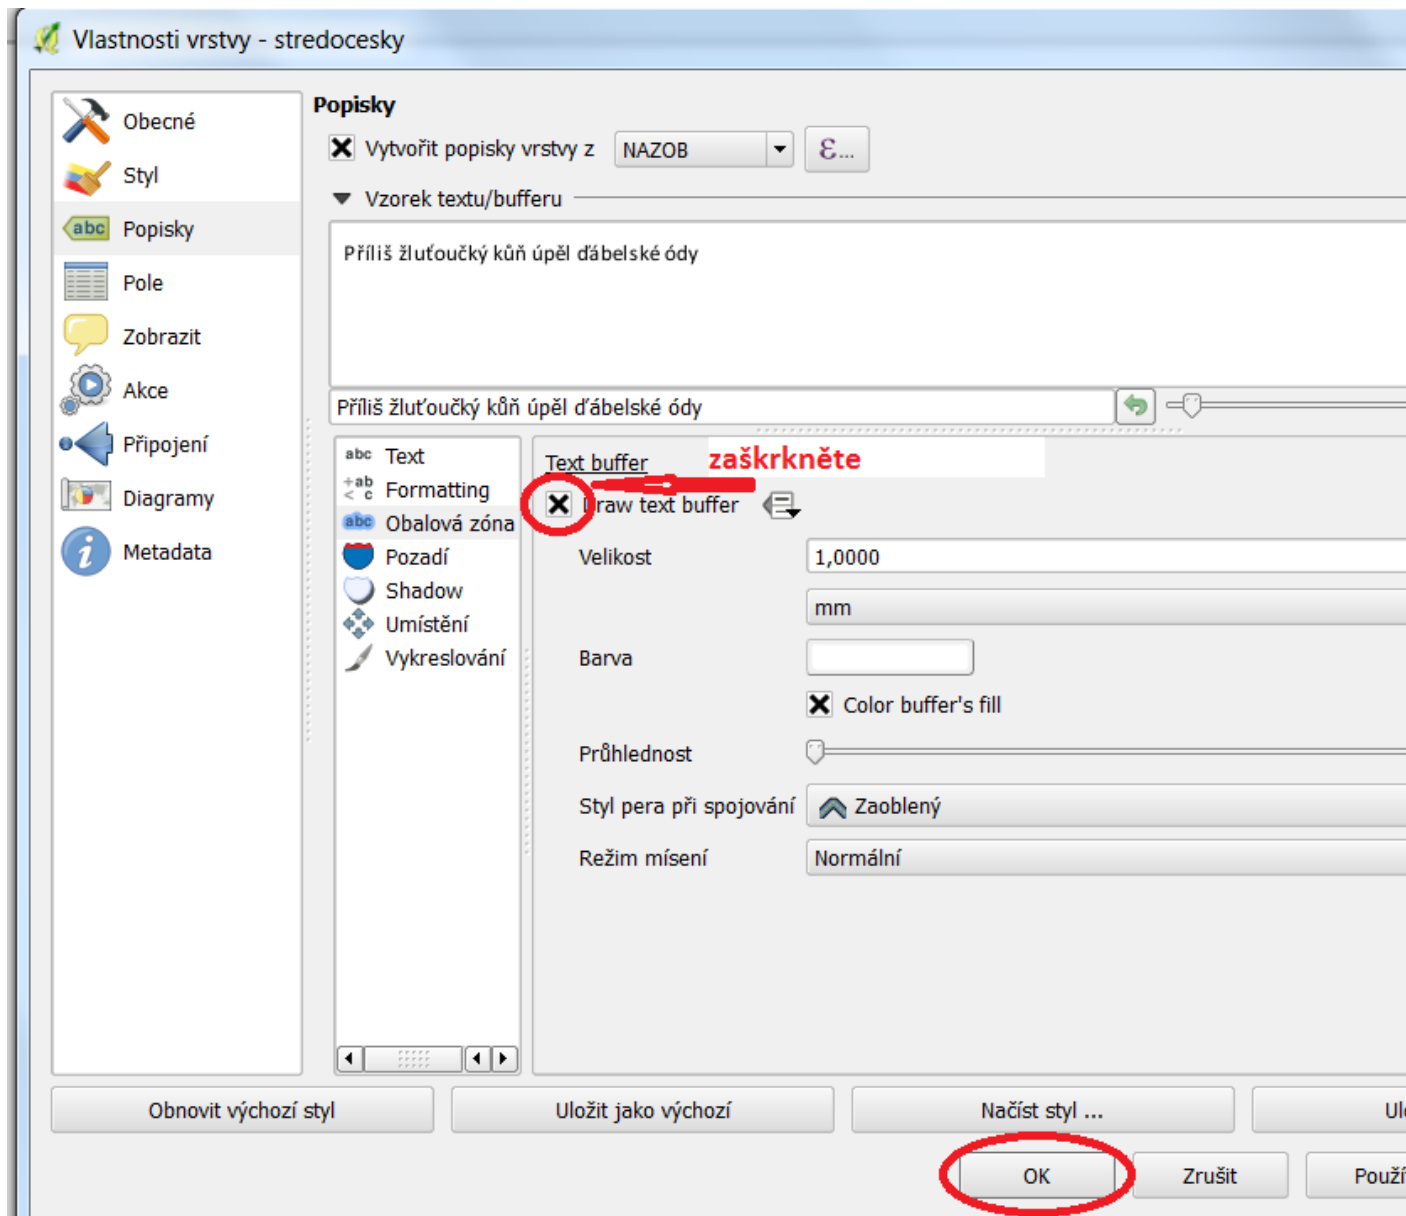 Vlastnosti vrstvy - stredocesky
Obecné
Styl
abc Popisky
Pole
Zobrazit
Akce
Připojení
Diagramy
Metadata
Popisky
Vytvořit popisky vrstvy z NAZOB ε...
Vzorek textu/bufferu
Příliš žluťoučký kůň úpěl ďábelské ódy
Příliš žluťoučký kůň úpěl ďábelské ódy
abc Text
+ab < c Formatting
abc Obalová zóna
Pozadí
Shadow
Umístění
Vykreslování
Text buffer zaškrkněte
Draw text buffer
Velikost 1,0000
mm
Barva
Color buffer's fill
Průhlednost
Styl pera při spojování Zaoblený
Režim mísení Normální
Obnovit výchozí styl Uložit jako výchozí Načíst styl ...
OK Zrušit